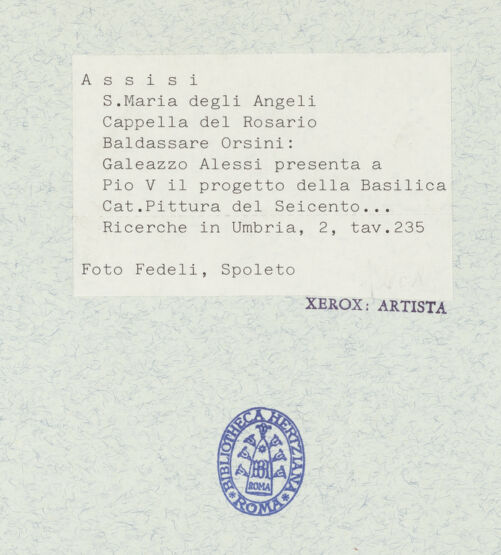 Assisi
S.Maria degli Angeli
Cappella del Rosario
Baldassare Orsini:
Galeazzo Alessi presenta a
Pio V il progetto della Basilica
Cat.Pittura del Seicento...
Ricerche in Umbria, 2, tav.235
Foto Fedeli, Spoleto
XEROX: ARTISTA
BIBLIOTHECA HERTZIANA
ROMA
ROMA